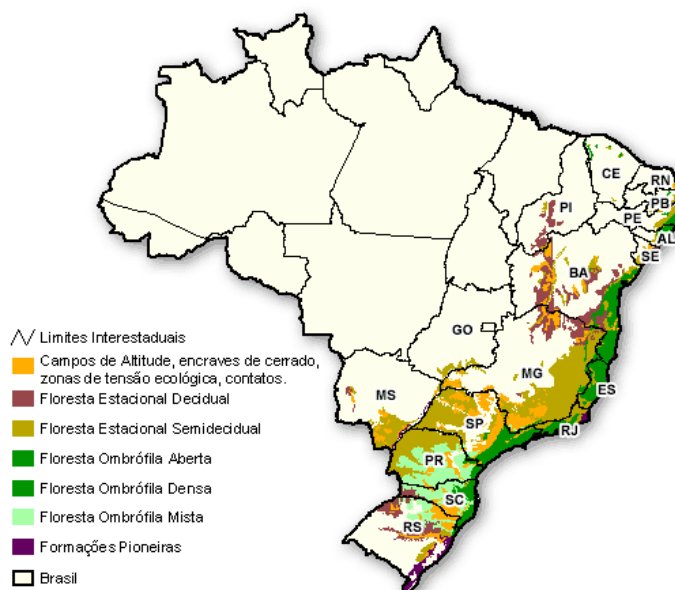 CE
RN
PB
PI
PE
AL
SE
BA
GO
MG
ES
MS
SP
RJ
PR
SC
RS
Limites Interestaduais
Campos de Altitude, encraves de cerrado,
zonas de tensão ecológica, contatos.
Floresta Estacional Decidual
Floresta Estacional Semidecidual
Floresta Ombrófila Aberta
Floresta Ombrófila Densa
Floresta Ombrófila Mista
Formações Pioneiras
Brasil